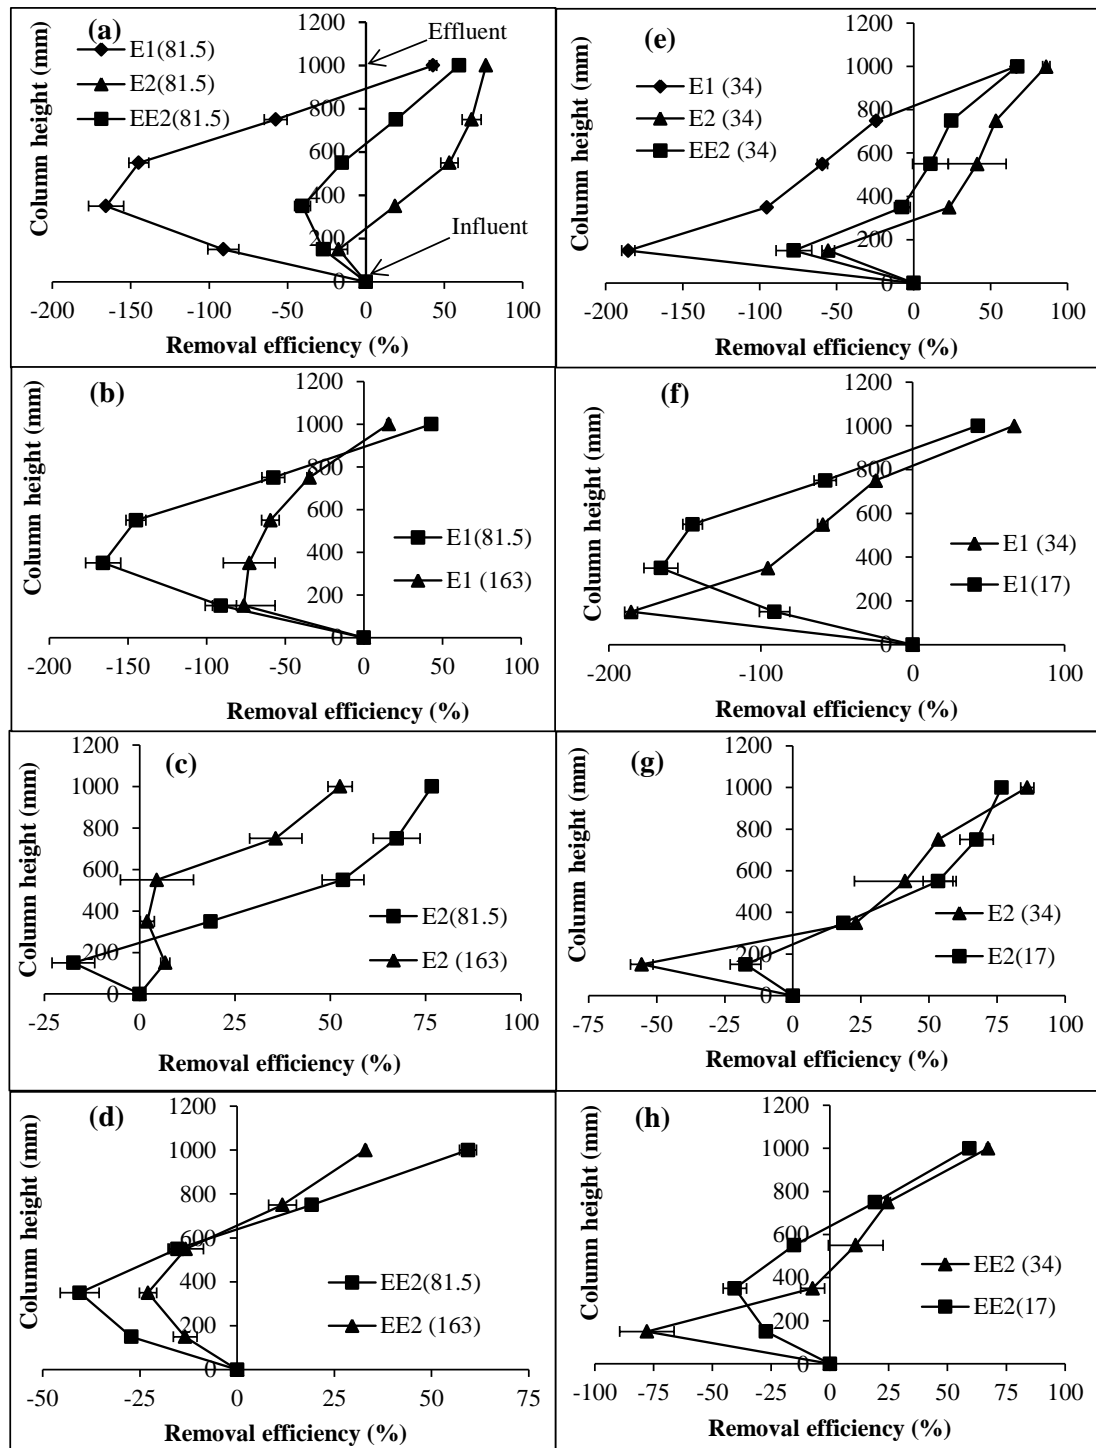 (a)
1200
1000
800
600
400
200
0
-200
-150
-100
-50
0
50
100
Column height (mm)
Removal efficiency (%)
E1(81.5)
E2(81.5)
EE2(81.5)
Effluent
Influent
(e)
1200
1000
800
600
400
200
0
-200
-150
-100
-50
0
50
100
Column height (mm)
Removal efficiency (%)
E1 (34)
E2 (34)
EE2 (34)
(b)
1200
1000
800
600
400
200
0
-200
-150
-100
-50
0
50
100
Column height (mm)
Removal efficiency (%)
E1(81.5)
E1 (163)
(f)
1200
1000
800
600
400
200
0
-200
-100
0
100
Column height (mm)
Removal efficiency (%)
E1 (34)
E1(17)
(c)
1200
1000
800
600
400
200
0
-25
0
25
50
75
100
Column height (mm)
Removal efficiency (%)
E2(81.5)
E2 (163)
(g)
1200
1000
800
600
400
200
0
-75
-50
-25
0
25
50
75
100
Column height (mm)
Removal efficiency (%)
E2 (34)
E2(17)
(d)
1200
1000
800
600
400
200
0
-50
-25
0
25
50
75
Column height (mm)
Removal efficiency (%)
EE2(81.5)
EE2 (163)
(h)
1200
1000
800
600
400
200
0
-100
-75
-50
-25
0
25
50
75
100
Column height (mm)
Removal efficiency (%)
EE2 (34)
EE2(17)